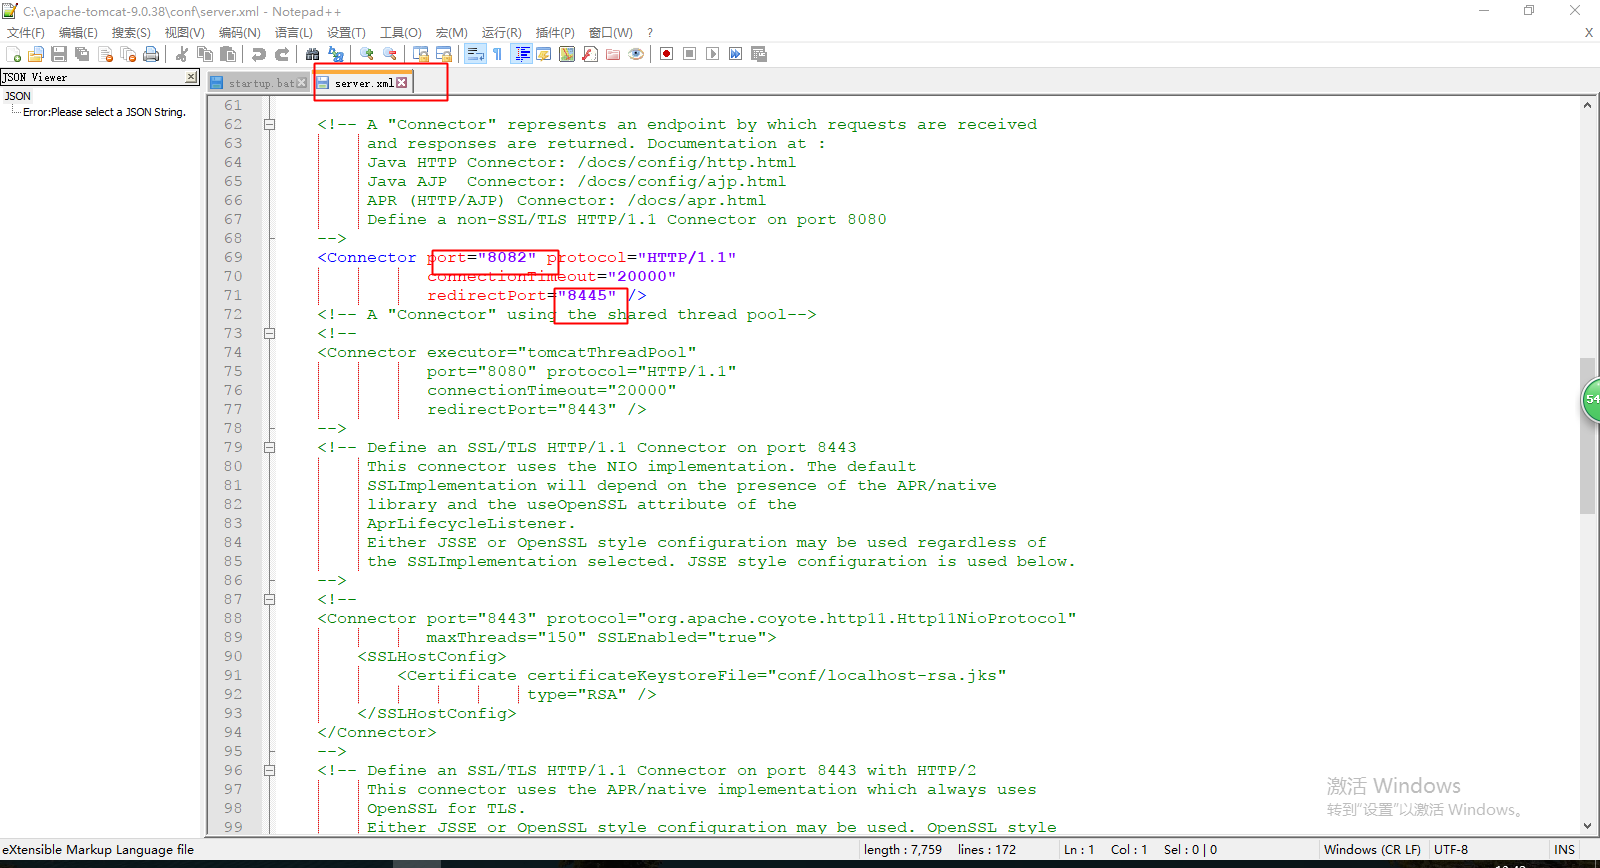 C:\apache-tomcat-9.0.38\conf\server.xml - Notepad++
文件(F) 编辑(E) 搜索(S) 视图(V) 编码(N) 语言(L) 设置(T) 工具(O) 宏(M) 运行(R) 插件(P) 窗口(W) ? X
JSON Viewer
startup.bat server.xml
JSON
Error:Please select a JSON String.
61
62 <!-- A "Connector" represents an endpoint by which requests are received
63 and responses are returned. Documentation at :
64 Java HTTP Connector: /docs/config/http.html
65 Java AJP  Connector: /docs/config/ajp.html
66 APR (HTTP/AJP) Connector: /docs/apr.html
67 Define a non-SSL/TLS HTTP/1.1 Connector on port 8080
68 -->
69 <Connector port="8082" protocol="HTTP/1.1"
70 connectionTimeout="20000"
71 redirectPort="8445" />
72 <!-- A "Connector" using the shared thread pool-->
73 <!--
74 <Connector executor="tomcatThreadPool"
75 port="8080" protocol="HTTP/1.1"
76 connectionTimeout="20000"
77 redirectPort="8443" />
78 -->
79 <!-- Define an SSL/TLS HTTP/1.1 Connector on port 8443
80 This connector uses the NIO implementation. The default
81 SSLImplementation will depend on the presence of the APR/native
82 library and the useOpenSSL attribute of the
83 AprLifecycleListener.
84 Either JSSE or OpenSSL style configuration may be used regardless of
85 the SSLImplementation selected. JSSE style configuration is used below.
86 -->
87 <!--
88 <Connector port="8443" protocol="org.apache.coyote.http11.Http11NioProtocol"
89 maxThreads="150" SSLEnabled="true">
90 <SSLHostConfig>
91 <Certificate certificateKeystoreFile="conf/localhost-rsa.jks"
92 type="RSA" />
93 </SSLHostConfig>
94 </Connector>
95 -->
96 <!-- Define an SSL/TLS HTTP/1.1 Connector on port 8443 with HTTP/2
97 This connector uses the APR/native implementation which always uses
98 OpenSSL for TLS.
99 Either JSSE or OpenSSL style configuration may be used. OpenSSL style
54
激活 Windows
转到"设置"以激活 Windows。
eXtensible Markup Language file length : 7,759 lines : 172 Ln : 1 Col : 1 Sel : 0 | 0 Windows (CR LF) UTF-8 INS